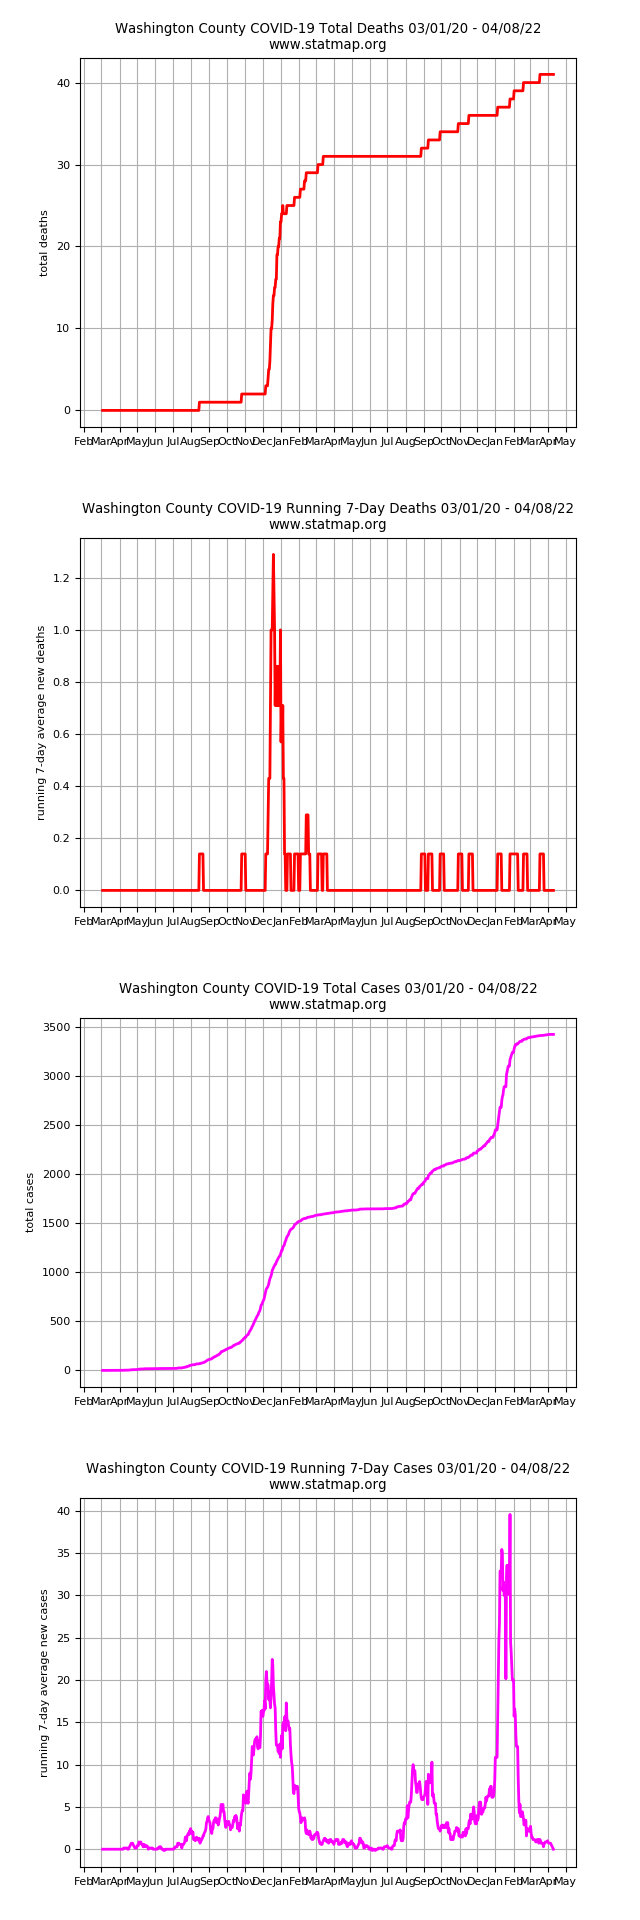 Washington County COVID-19 Total Deaths 03/01/20 - 04/08/22
www.statmap.org
total deaths
40
30
20
10
0
Feb Mar Apr May Jun Jul Aug Sep Oct Nov Dec Jan Feb Mar Apr May Jun Jul Aug Sep Oct Nov Dec Jan Feb Mar Apr May
Washington County COVID-19 Running 7-Day Deaths 03/01/20 - 04/08/22
www.statmap.org
running 7-day average new deaths
1.2
1.0
0.8
0.6
0.4
0.2
0.0
Feb Mar Apr May Jun Jul Aug Sep Oct Nov Dec Jan Feb Mar Apr May Jun Jul Aug Sep Oct Nov Dec Jan Feb Mar Apr May
Washington County COVID-19 Total Cases 03/01/20 - 04/08/22
www.statmap.org
total cases
3500
3000
2500
2000
1500
1000
500
0
Feb Mar Apr May Jun Jul Aug Sep Oct Nov Dec Jan Feb Mar Apr May Jun Jul Aug Sep Oct Nov Dec Jan Feb Mar Apr May
Washington County COVID-19 Running 7-Day Cases 03/01/20 - 04/08/22
www.statmap.org
running 7-day average new cases
40
35
30
25
20
15
10
5
0
Feb Mar Apr May Jun Jul Aug Sep Oct Nov Dec Jan Feb Mar Apr May Jun Jul Aug Sep Oct Nov Dec Jan Feb Mar Apr May